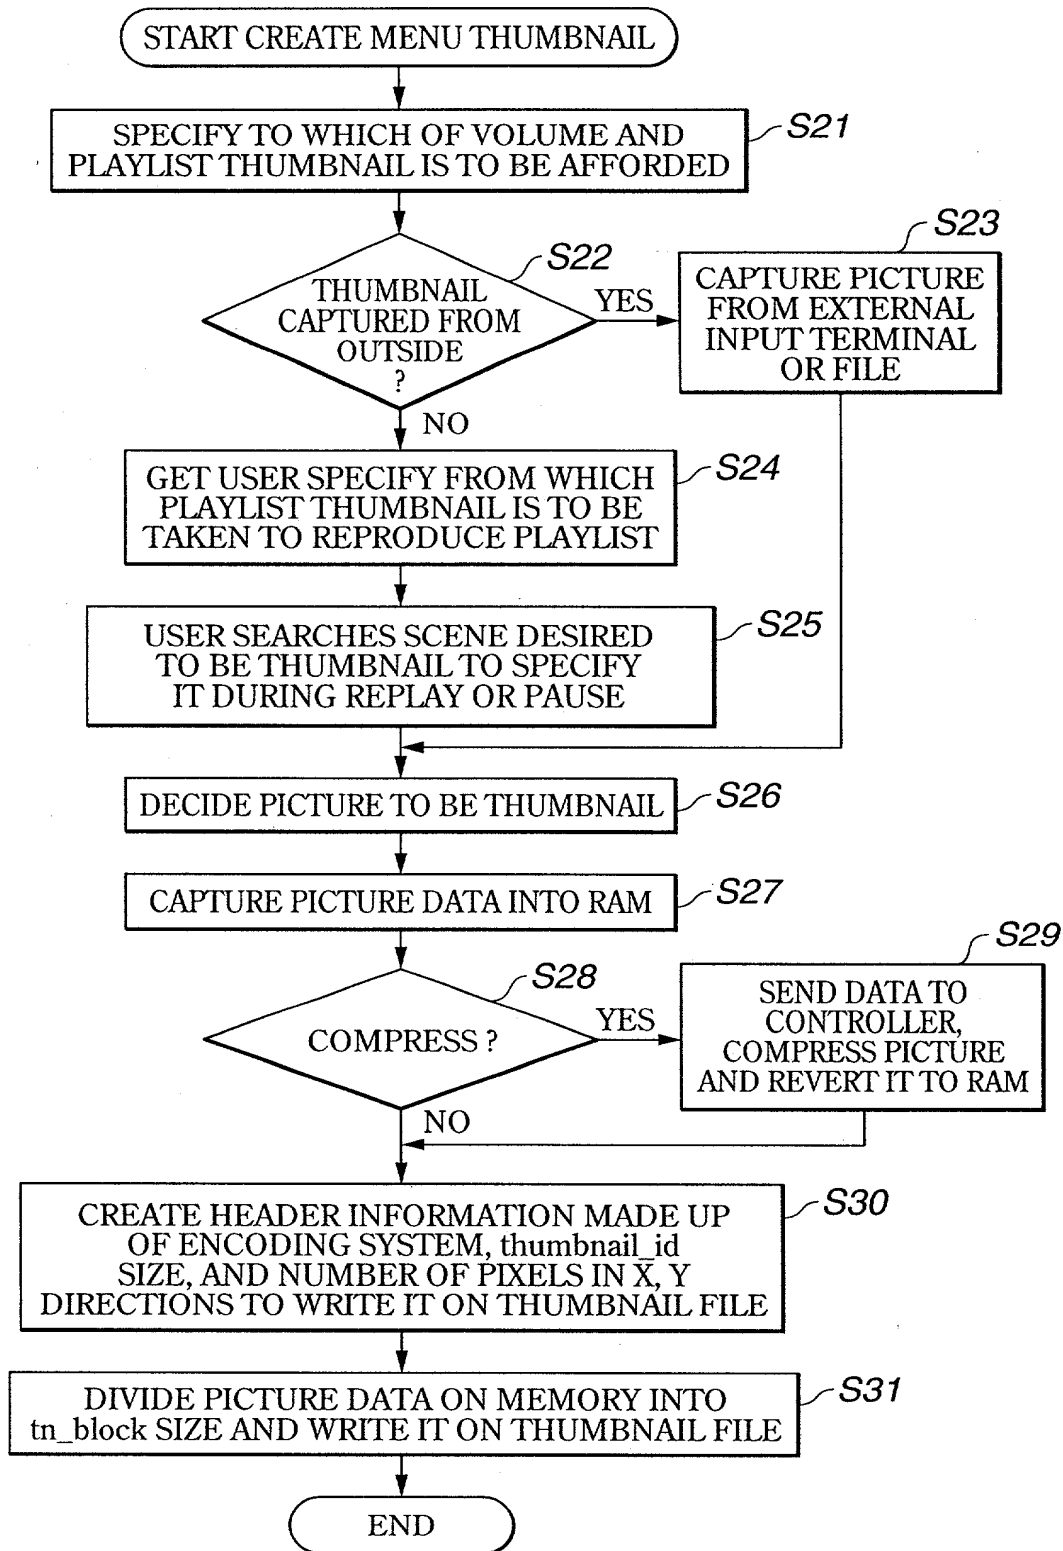 START CREATE MENU THUMBNAIL
SPECIFY TO WHICH OF VOLUME AND
PLAYLIST THUMBNAIL IS TO BE AFFORDED
S21
THUMBNAIL
CAPTURED FROM
OUTSIDE
?
S22
YES
CAPTURE PICTURE
FROM EXTERNAL
INPUT TERMINAL
OR FILE
S23
NO
GET USER SPECIFY FROM WHICH
PLAYLIST THUMBNAIL IS TO BE
TAKEN TO REPRODUCE PLAYLIST
S24
USER SEARCHES SCENE DESIRED
TO BE THUMBNAIL TO SPECIFY
IT DURING REPLAY OR PAUSE
S25
DECIDE PICTURE TO BE THUMBNAIL
S26
CAPTURE PICTURE DATA INTO RAM
S27
COMPRESS ?
S28
YES
SEND DATA TO
CONTROLLER,
COMPRESS PICTURE
AND REVERT IT TO RAM
S29
NO
CREATE HEADER INFORMATION MADE UP
OF ENCODING SYSTEM, thumbnail_id
SIZE, AND NUMBER OF PIXELS IN X, Y
DIRECTIONS TO WRITE IT ON THUMBNAIL FILE
S30
DIVIDE PICTURE DATA ON MEMORY INTO
tn_block SIZE AND WRITE IT ON THUMBNAIL FILE
S31
END